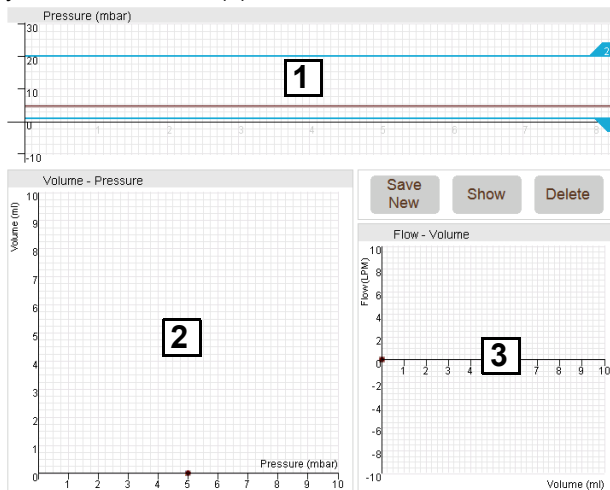 Pressure (mbar)
30
20
2
1
10
0
1 2 3 4 5 6 7 8
-10
Volume - Pressure
10
9
8
7
6
5
4
3
2
1
0
Volume (ml)
2
Pressure (mbar)
1 2 3 4 5 6 7 8 9 10
Save
New
Show
Delete
Flow - Volume
10
8
6
4
2
0
-2
-4
-6
-8
-10
Flow (LPM)
3
1 2 3 4 7 8 9 10
Volume (ml)